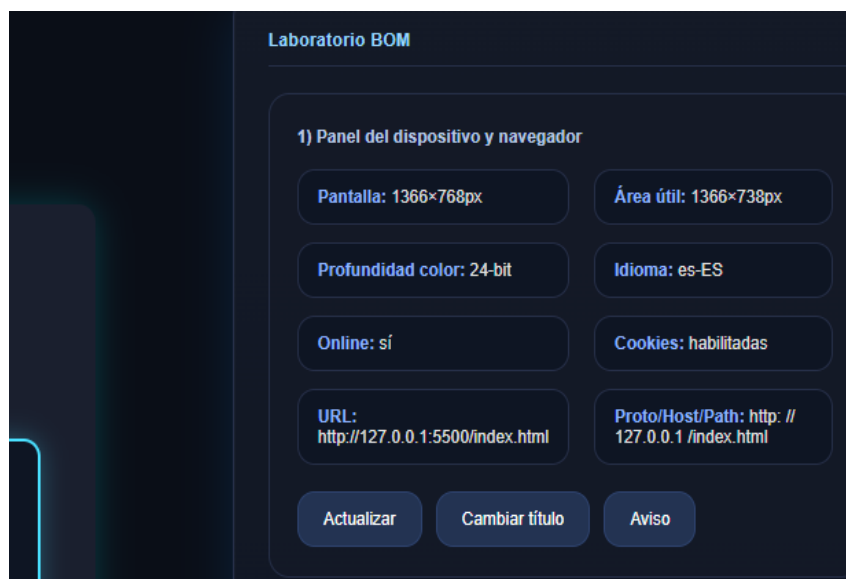 Laboratorio BOM
1) Panel del dispositivo y navegador
Pantalla: 1366×768px
Área útil: 1366×738px
Profundidad color: 24-bit
Idioma: es-ES
Online: sí
Cookies: habilitadas
URL:
http://127.0.0.1:5500/index.html
Proto/Host/Path: http: //
127.0.0.1 /index.html
Actualizar
Cambiar título
Aviso